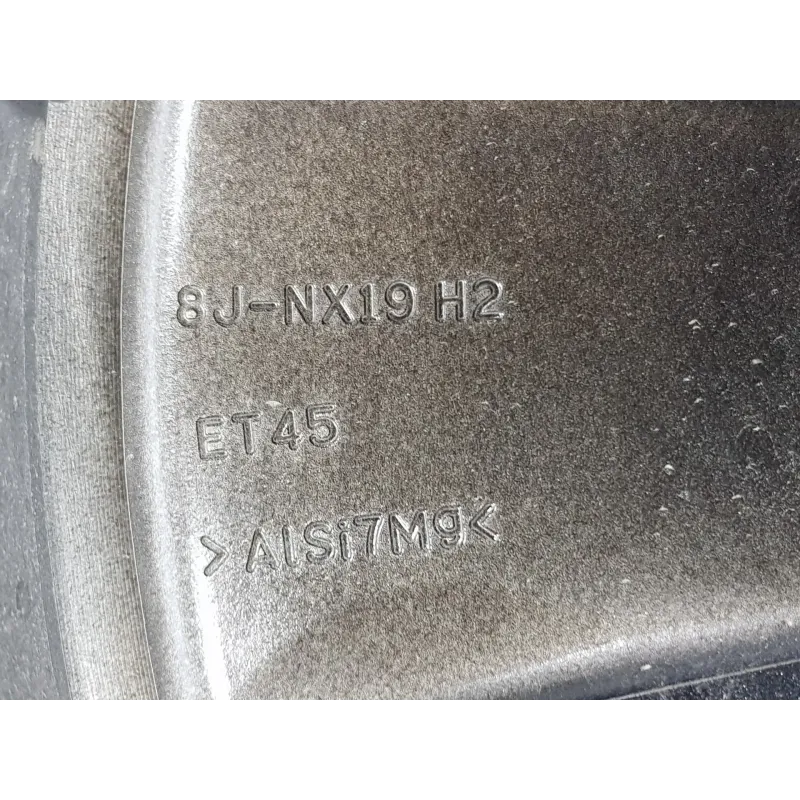 8J-NX19 H2
ET45
>AlSi7Mg<